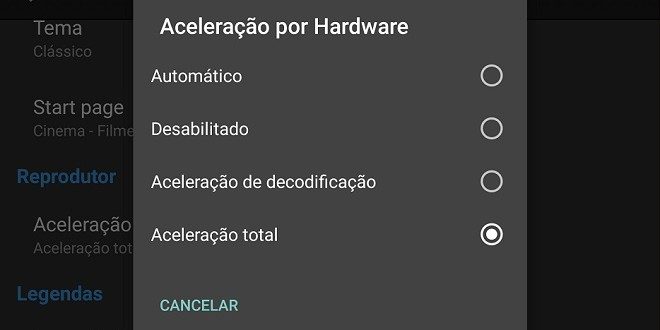 Aceleração por Hardware
Automático
Desabilitado
Aceleração de decodificação
Aceleração total
CANCELAR
Tema
Clássico
Start page
Cinema - Filme
Reprodutor
Aceleração
Aceleração tot
Legendas